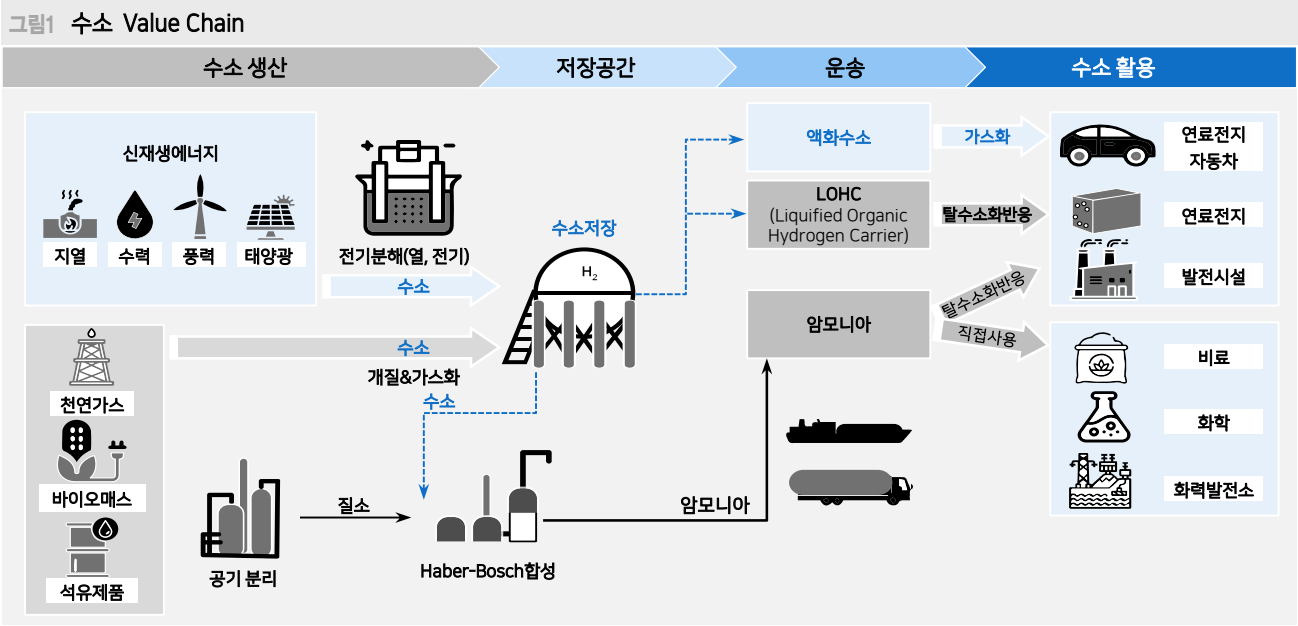 그림1 수소 Value Chain
수소 생산
저장공간
운송
수소 활용
신재생에너지
지열
수력
풍력
태양광
전기분해(열, 전기)
수소
천연가스
바이오매스
석유제품
수소
개질&가스화
수소저장
H2
수소
공기 분리
질소
Haber-Bosch합성
암모니아
액화수소
LOHC
(Liquified Organic
Hydrogen Carrier)
암모니아
가스화
탈수소화반응
탈수소화반응
직접사용
연료전지
자동차
연료전지
발전시설
비료
화학
화력발전소